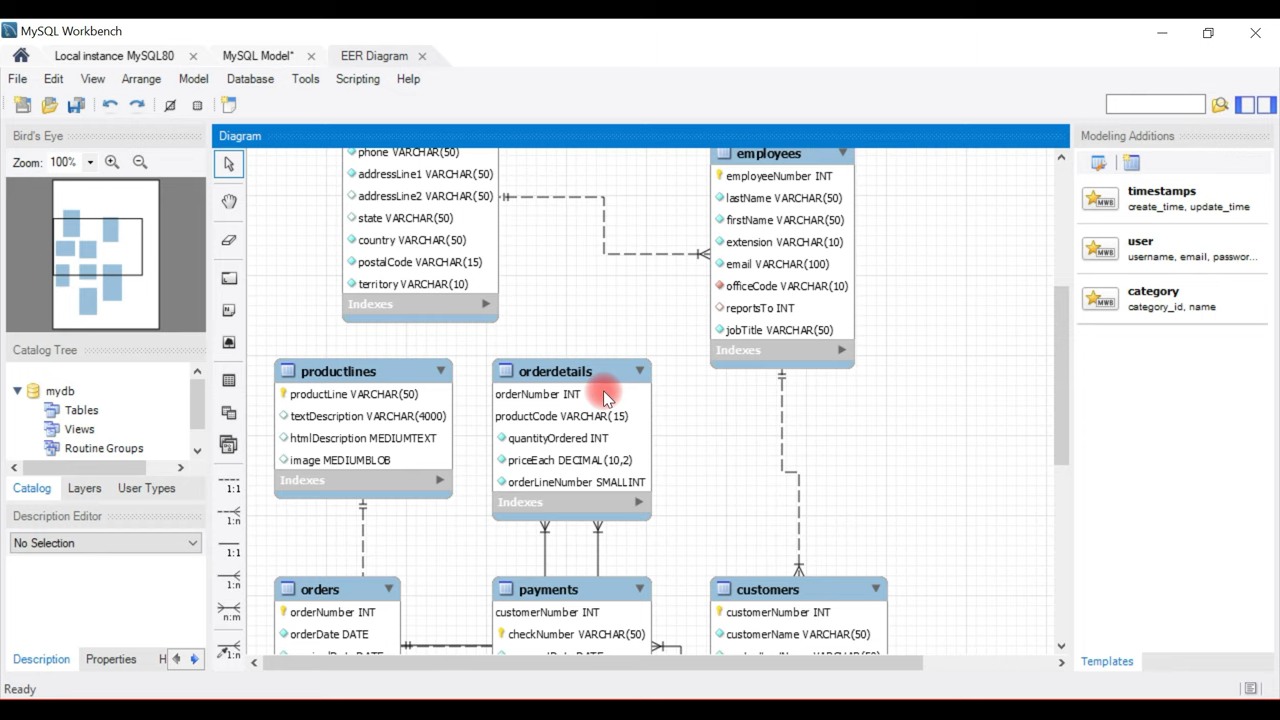 MySQL Workbench
Local instance MySQL80
MySQL Model*
EER Diagram
File Edit View Arrange Model Database Tools Scripting Help
Bird's Eye
Zoom: 100%
Catalog Tree
mydb
Tables
Views
Routine Groups
Catalog Layers User Types
Description Editor
No Selection
Description Properties H
Ready
1:1
1:n
1:1
1:n
n:m
1:n
Diagram
phone VARCHAR(50)
addressLine1 VARCHAR(50)
addressLine2 VARCHAR(50)
state VARCHAR(50)
country VARCHAR(50)
postalCode VARCHAR(15)
territory VARCHAR(10)
Indexes
employees
employeeNumber INT
lastName VARCHAR(50)
firstName VARCHAR(50)
extension VARCHAR(10)
email VARCHAR(100)
officeCode VARCHAR(10)
reportsTo INT
jobTitle VARCHAR(50)
Indexes
productlines
productLine VARCHAR(50)
textDescription VARCHAR(4000)
htmlDescription MEDIUMTEXT
image MEDIUMBLOB
Indexes
orderdetails
orderNumber INT
productCode VARCHAR(15)
quantityOrdered INT
priceEach DECIMAL(10,2)
orderLineNumber SMALLINT
Indexes
orders
orderNumber INT
orderDate DATE
payments
customerNumber INT
checkNumber VARCHAR(50)
customers
customerNumber INT
customerName VARCHAR(50)
Modeling Additions
timestamps
create_time, update_time
user
username, email, passwor...
category
category_id, name
Templates